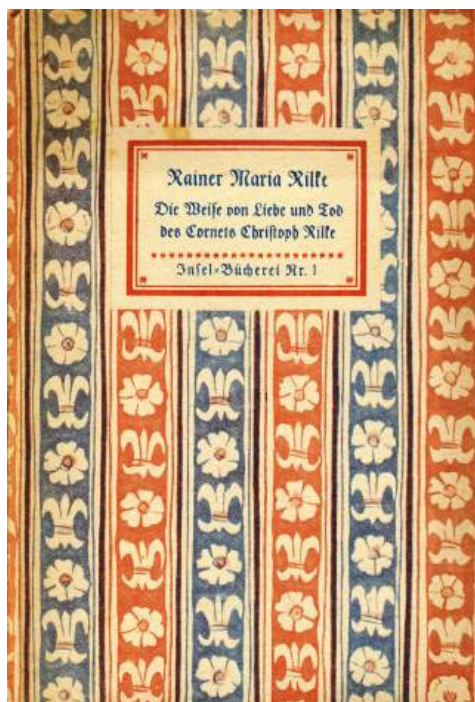 Rainer Maria Rilke
Die Weise von Liebe und Tod
des Cornets Christoph Rilke
Insel-Bücherei Nr. 1